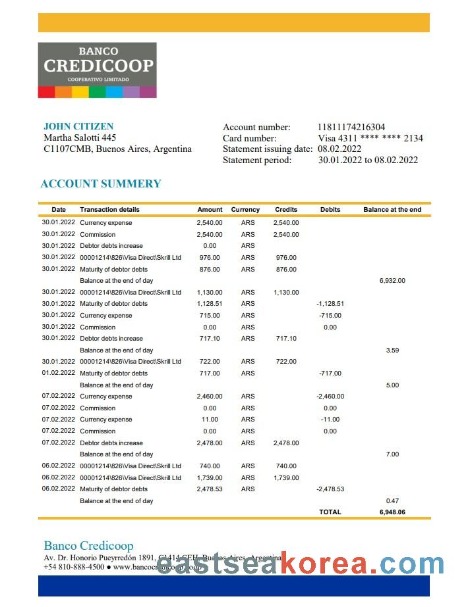 BANCO
CREDICOOP
COOPERATIVO LIMITADO
JOHN CITIZEN
Martha Salotti 445
C1107CMB, Buenos Aires, Argentina
Account number: 11811174216304
Card number: Visa 4311 **** **** 2134
Statement issuing date: 08.02.2022
Statement period: 30.01.2022 to 08.02.2022
ACCOUNT SUMMERY
Date Transaction details Amount Currency Credits Debits Balance at the end
30.01.2022 Currency expense 2,540.00 ARS 2,540.00
30.01.2022 Commission 2,540.00 ARS 2,540.00
30.01.2022 Debtor debts increase 0.00 ARS
30.01.2022 00001214\826\Visa Direct\Skrill Ltd 976.00 ARS 976.00
30.01.2022 Maturity of debtor debts 876.00 ARS 876.00
Balance at the end of day 6,932.00
30.01.2022 00001214\826\Visa Direct\Skrill Ltd 1,130.00 ARS 1,130.00
30.01.2022 Maturity of debtor debts 1,128.51 ARS -1,128.51
30.01.2022 Currency expense 715.00 ARS -715.00
30.01.2022 Commission 0.00 ARS 0.00
30.01.2022 Debtor debts increase 717.10 ARS 717.10
Balance at the end of day 3.59
30.01.2022 00001214\826\Visa Direct\Skrill Ltd 722.00 ARS 722.00
01.02.2022 Maturity of debtor debts 717.00 ARS -717.00
Balance at the end of day 5.00
07.02.2022 Currency expense 2,460.00 ARS -2,460.00
07.02.2022 Commission 0.00 ARS 0.00
07.02.2022 Currency expense 11.00 ARS -11.00
07.02.2022 Commission 0.00 ARS 0.00
07.02.2022 Debtor debts increase 2,478.00 ARS 2,478.00
Balance at the end of day 7.00
06.02.2022 00001214\826\Visa Direct\Skrill Ltd 740.00 ARS 740.00
06.02.2022 00001214\826\Visa Direct\Skrill Ltd 1,739.00 ARS 1,739.00
06.02.2022 Maturity of debtor debts 2,478.53 ARS -2,478.53
Balance at the end of day 0.47
TOTAL 6,948.06
Banco Credicoop
Av. Dr. Honorio Pueyrredón 1891, C1414CEH, Buenos Aires, Argentina
+54 810-888-4500 ●
eastseakorea.com